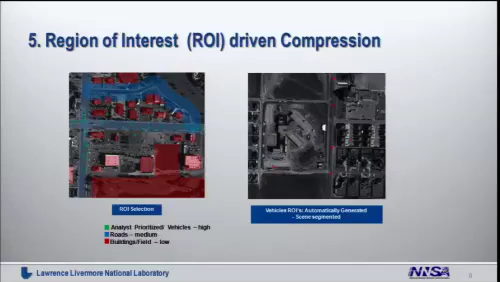 5. Region of Interest (ROI) driven Compression
ROI Selection
Vehicles ROI's: Automatically Generated
- Scene segmented
Analyst Prioritized Vehicles – high
Roads – medium
Buildings/Field – low
Lawrence Livermore National Laboratory
NNSA